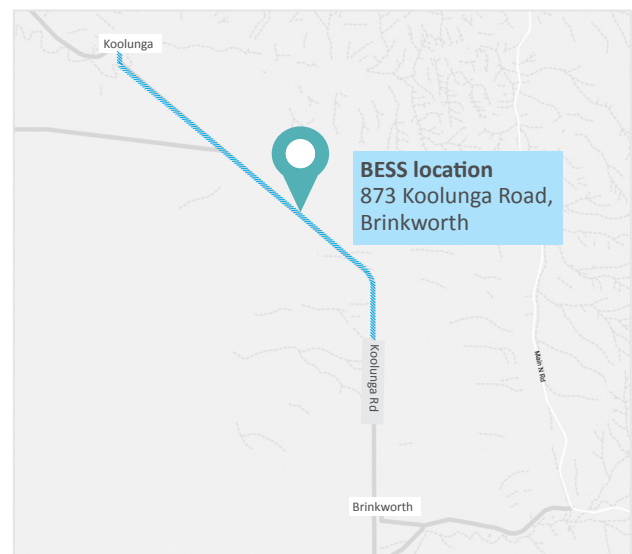 Koolunga
BESS location
873 Koolunga Road,
Brinkworth
Koolunga Rd
Main N Rd
Brinkworth